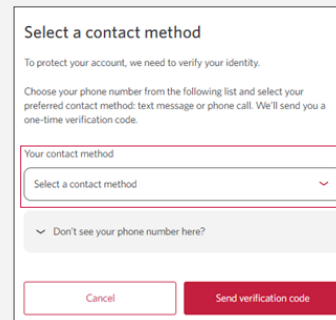 Select a contact method
To protect your account, we need to verify your identity.
Choose your phone number from the following list and select your
preferred contact method: text message or phone call. We'll send you a
one-time verification code.
Your contact method
Select a contact method
Don't see your phone number here?
Cancel
Send verification code